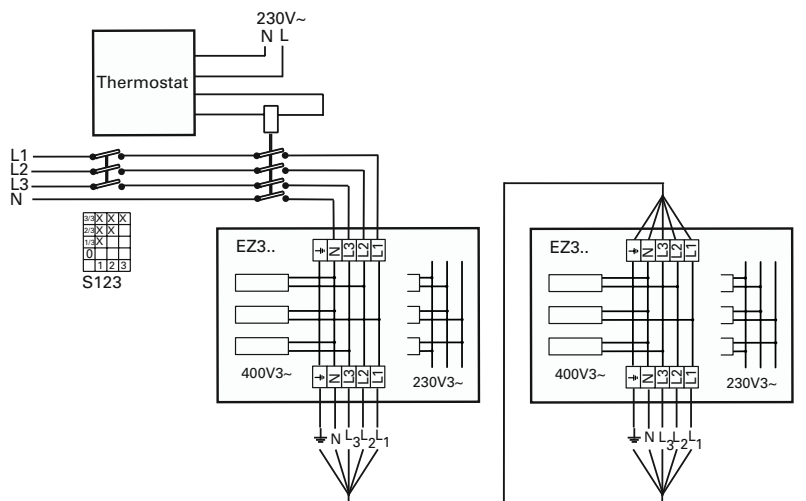 230V~
N L
Thermostat
L1
L2
L3
N
3/3 X X X
2/3 X X
1/3 X
0
1 2 3
S123
EZ3..
⏚ N L3 L2 L1
400V3~
230V3~
⏚ N L3 L2 L1
⏚ N L3 L2 L1
EZ3..
⏚ N L3 L2 L1
400V3~
230V3~
⏚ N L3 L2 L1
⏚ N L3 L2 L1